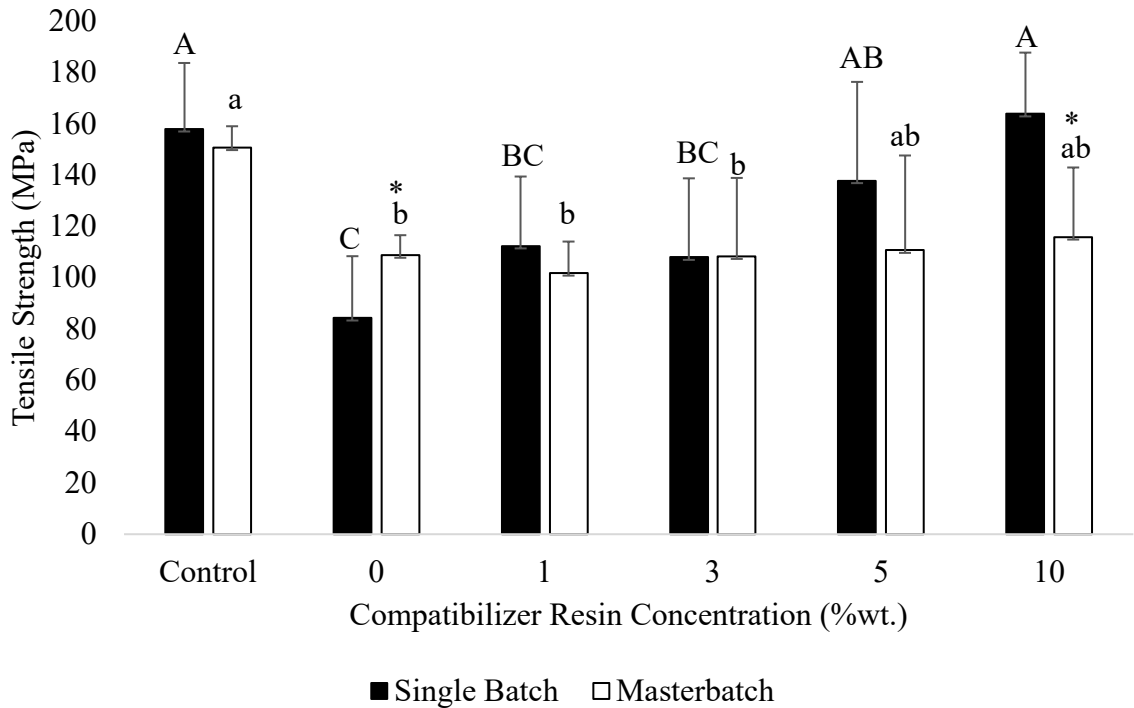 Tensile Strength (MPa)
200
180
160
140
120
100
80
60
40
20
0
A
a
C
*
b
BC
b
BC
b
AB
ab
A
*
ab
Control 0 1 3 5 10
Compatibilizer Resin Concentration (%wt.)
Single Batch Masterbatch